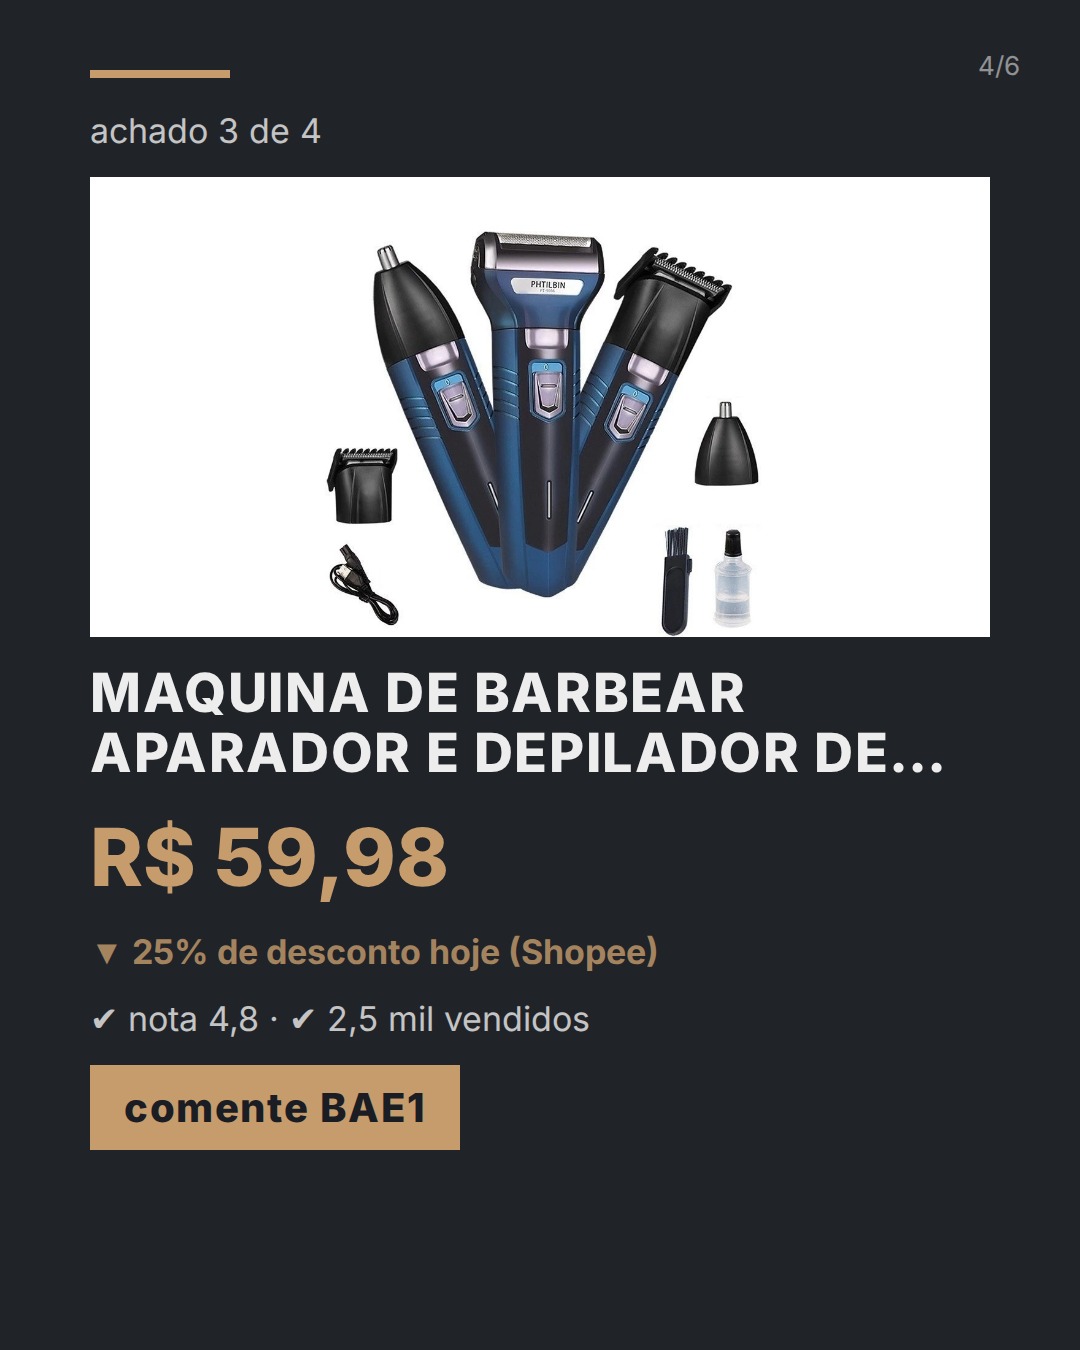 4/6
achado 3 de 4
PHTILBIN
MAQUINA DE BARBEAR
APARADOR E DEPILADOR DE...
R$ 59,98
▼ 25% de desconto hoje (Shopee)
✔ nota 4,8 · ✔ 2,5 mil vendidos
comente BAE1